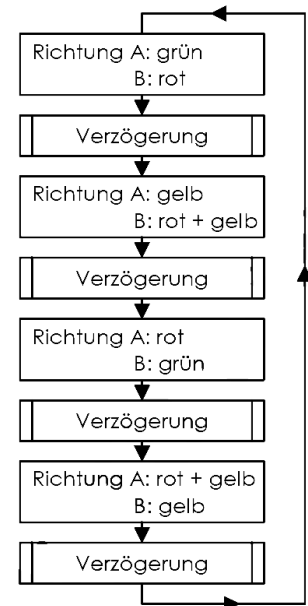 Richtung A: grün
B: rot
Verzögerung
Richtung A: gelb
B: rot + gelb
Verzögerung
Richtung A: rot
B: grün
Verzögerung
Richtung A: rot + gelb
B: gelb
Verzögerung